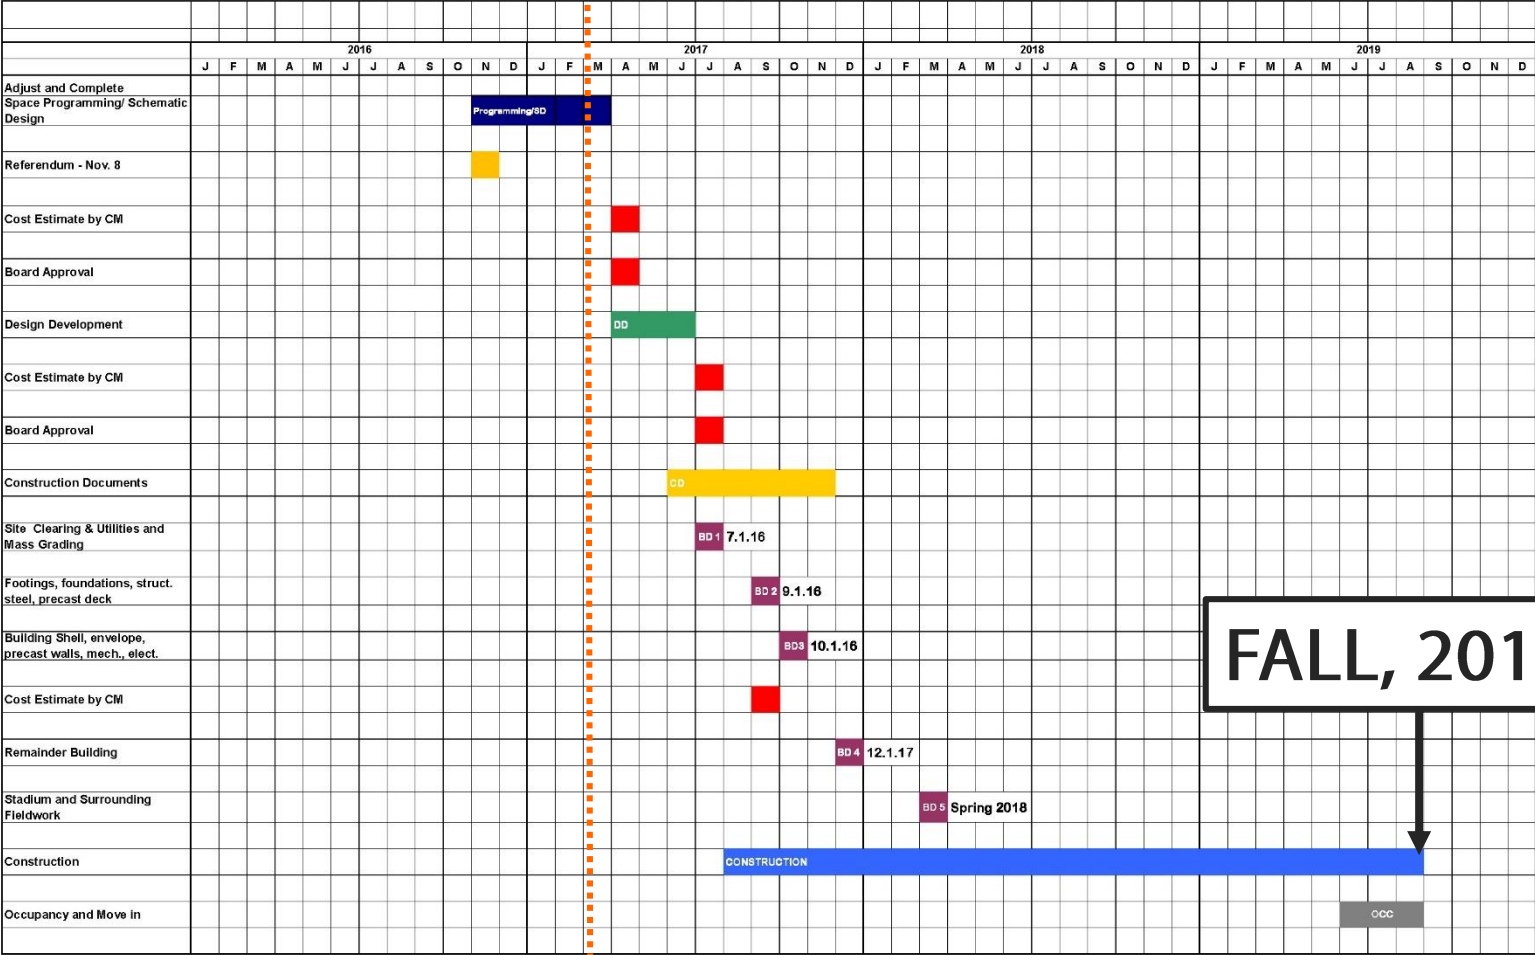 2016 2017 2018 2019
J F M A M J J A S O N D J F M A M J J A S O N D J F M A M J J A S O N D J F M A M J J A S O N D
Adjust and Complete
Space Programming/ Schematic
Design
Programming/SD
Referendum - Nov. 8
Cost Estimate by CM
Board Approval
Design Development
DD
Cost Estimate by CM
Board Approval
Construction Documents
CD
Site Clearing & Utilities and
Mass Grading
BD 1 7.1.16
Footings, foundations, struct.
steel, precast deck
BD 2 9.1.16
Building Shell, envelope,
precast walls, mech., elect.
BD3 10.1.16
FALL, 201
Cost Estimate by CM
Remainder Building
BD 4 12.1.17
Stadium and Surrounding
Fieldwork
BD 5 Spring 2018
Construction
CONSTRUCTION
Occupancy and Move in
OCC